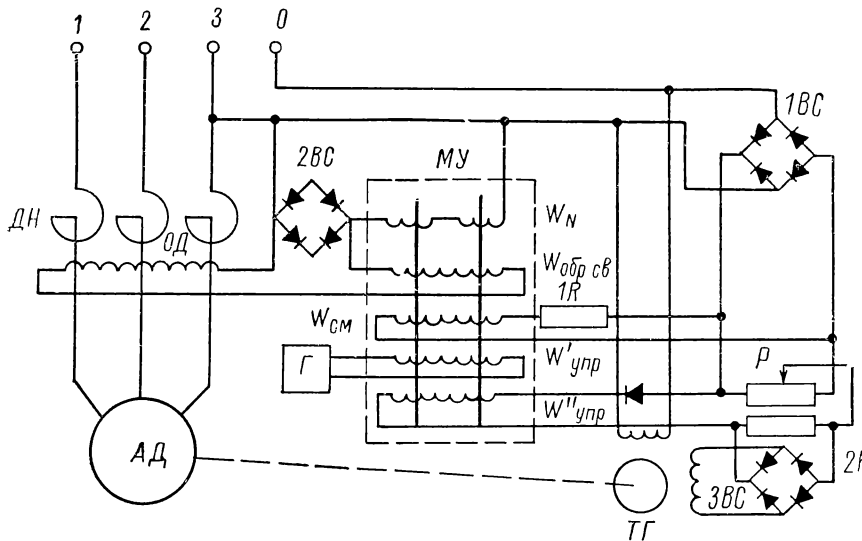 1 2 3 0
1ВС
2ВС
МУ
ДН
ОД
W_N
W_обр св
1R
W_см
W'_упр
Г
Р
W"_упр
АД
2R
3ВС
ТГ